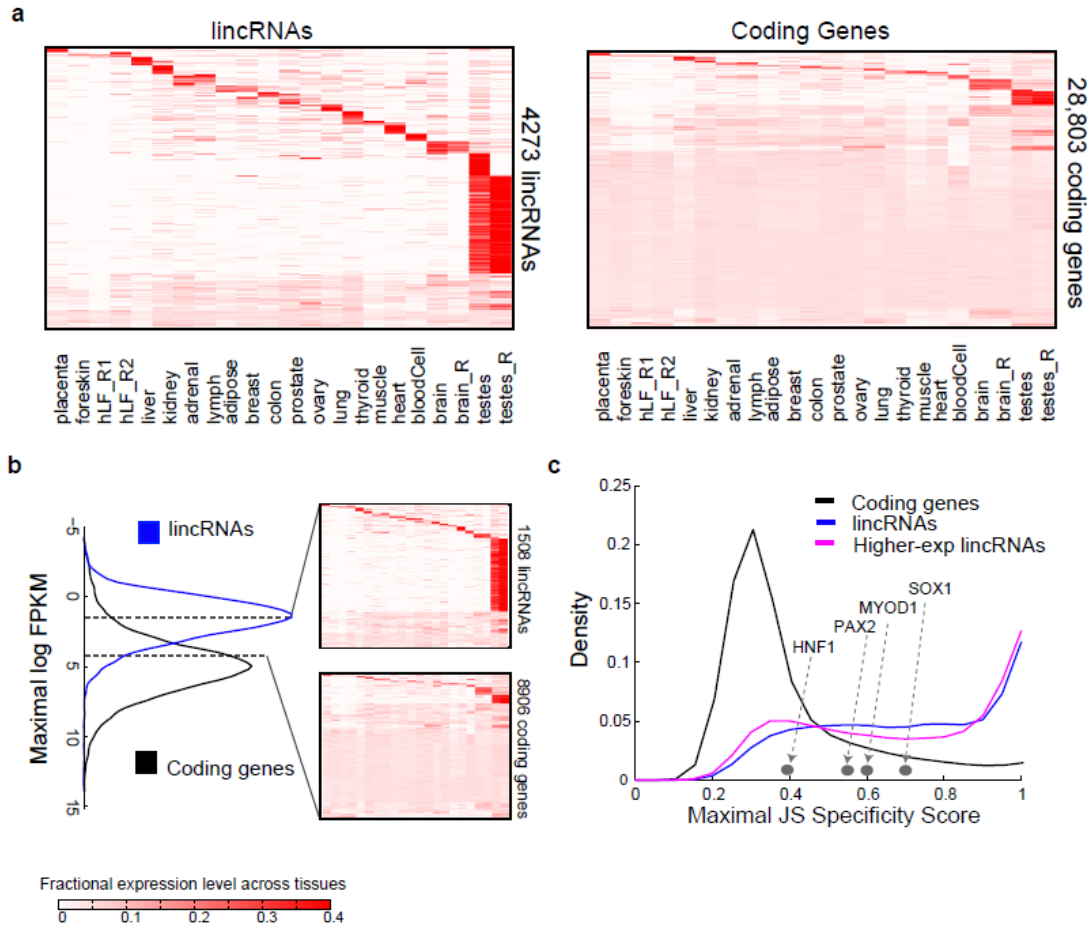 a
lincRNAs
Coding Genes
4273 lincRNAs
28,803 coding genes
placenta
foreskin
hLF_R1
hLF_R2
liver
kidney
adrenal
lymph
adipose
breast
colon
prostate
ovary
lung
thyroid
muscle
heart
bloodCell
brain
brain_R
testes
testes_R
placenta
foreskin
hLF_R1
hLF_R2
liver
kidney
adrenal
lymph
adipose
breast
colon
prostate
ovary
lung
thyroid
muscle
heart
bloodCell
brain
brain_R
testes
testes_R
b
Maximal log FPKM
-5
0
5
10
15
lincRNAs
Coding genes
1508 lincRNAs
8906 coding genes
Fractional expression level across tissues
0 0.1 0.2 0.3 0.4
c
Density
0.25
0.2
0.15
0.1
0.05
0
Coding genes
lincRNAs
Higher-exp lincRNAs
SOX1
MYOD1
PAX2
HNF1
0 0.2 0.4 0.6 0.8 1
Maximal JS Specificity Score